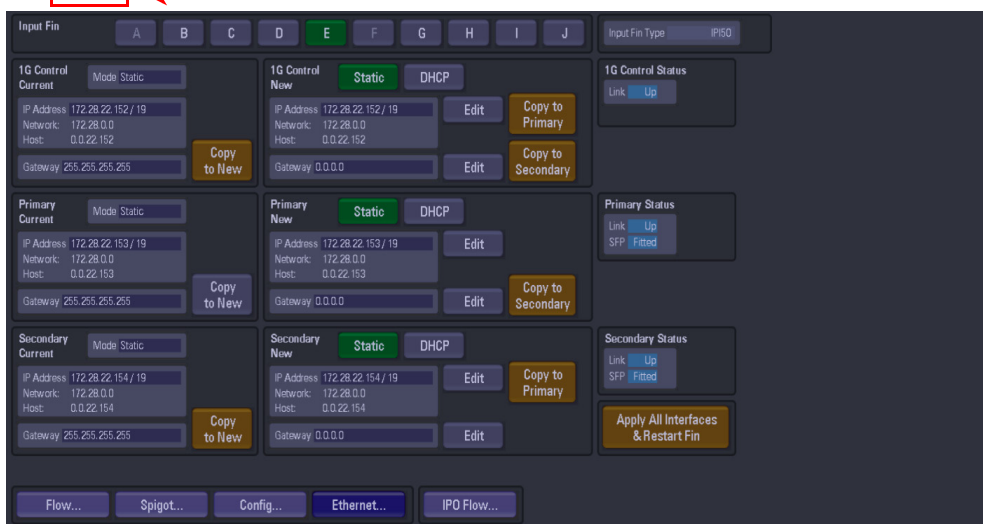 Input Fin A B C D E F G H I J Input Fin Type IPI50
1G Control Current Mode Static
IP Address 172.28.22.152 / 19
Network: 172.28.0.0
Host: 0.0.22.152
Gateway 255.255.255.255
Copy to New
1G Control New Static DHCP
IP Address 172.28.22.152 / 19 Edit
Network: 172.28.0.0
Host: 0.0.22.152
Gateway 0.0.0.0 Edit
Copy to Primary
Copy to Secondary
1G Control Status
Link Up
Primary Current Mode Static
IP Address 172.28.22.153 / 19
Network: 172.28.0.0
Host: 0.0.22.153
Gateway 255.255.255.255
Copy to New
Primary New Static DHCP
IP Address 172.28.22.153 / 19 Edit
Network: 172.28.0.0
Host: 0.0.22.153
Gateway 0.0.0.0 Edit
Copy to Secondary
Primary Status
Link Up
SFP Fitted
Secondary Current Mode Static
IP Address 172.28.22.154 / 19
Network: 172.28.0.0
Host: 0.0.22.154
Gateway 255.255.255.255
Copy to New
Secondary New Static DHCP
IP Address 172.28.22.154 / 19 Edit
Network: 172.28.0.0
Host: 0.0.22.154
Gateway 0.0.0.0 Edit
Copy to Primary
Secondary Status
Link Up
SFP Fitted
Apply All Interfaces & Restart Fin
Flow... Spigot... Config... Ethernet... IPO Flow...